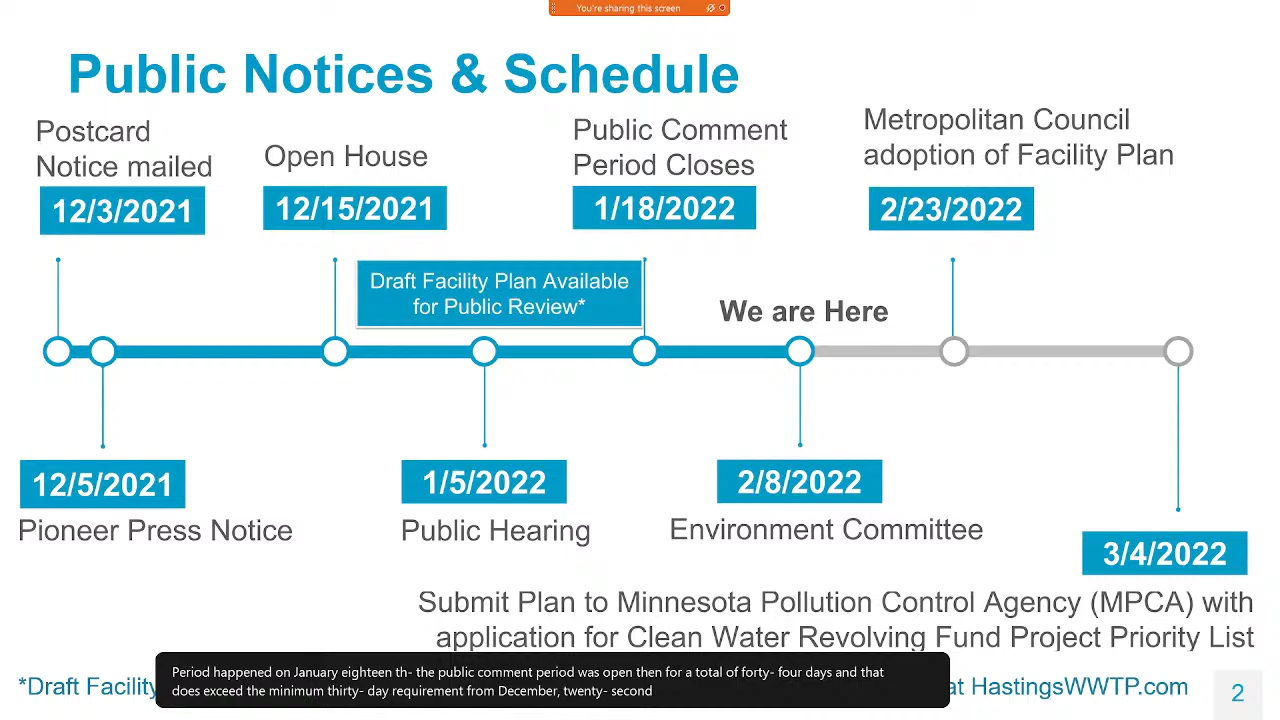 You're sharing this screen
Public Notices & Schedule
Postcard
Notice mailed
12/3/2021
Open House
12/15/2021
Public Comment
Period Closes
1/18/2022
Metropolitan Council
adoption of Facility Plan
2/23/2022
Draft Facility Plan Available
for Public Review*
We are Here
12/5/2021
Pioneer Press Notice
1/5/2022
Public Hearing
2/8/2022
Environment Committee
3/4/2022
Submit Plan to Minnesota Pollution Control Agency (MPCA) with
application for Clean Water Revolving Fund Project Priority List
Period happened on January eighteen th- the public comment period was open then for a total of forty- four days and that
does exceed the minimum thirty- day requirement from December, twenty- second
*Draft Facility at HastingsWWTP.com
2